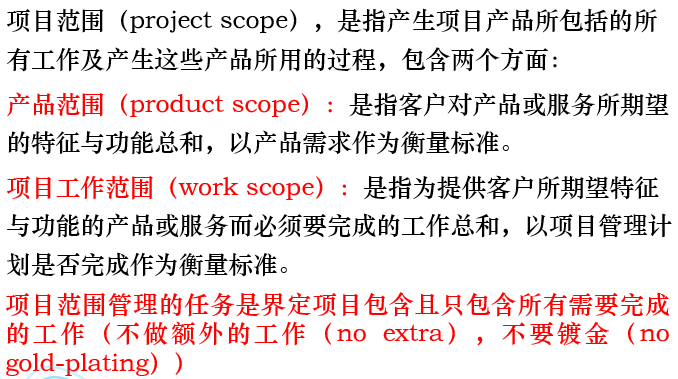 项目范围（project scope），是指产生项目产品所包括的所
有工作及产生这些产品所用的过程，包含两个方面：
产品范围（product scope）：是指客户对产品或服务所期望
的特征与功能总和，以产品需求作为衡量标准。
项目工作范围（work scope）：是指为提供客户所期望特征
与功能的产品或服务而必须要完成的工作总和，以项目管理计
划是否完成作为衡量标准。
项目范围管理的任务是界定项目包含且只包含所有需要完成
的工作（不做额外的工作（no extra），不要镀金（no
gold-plating））